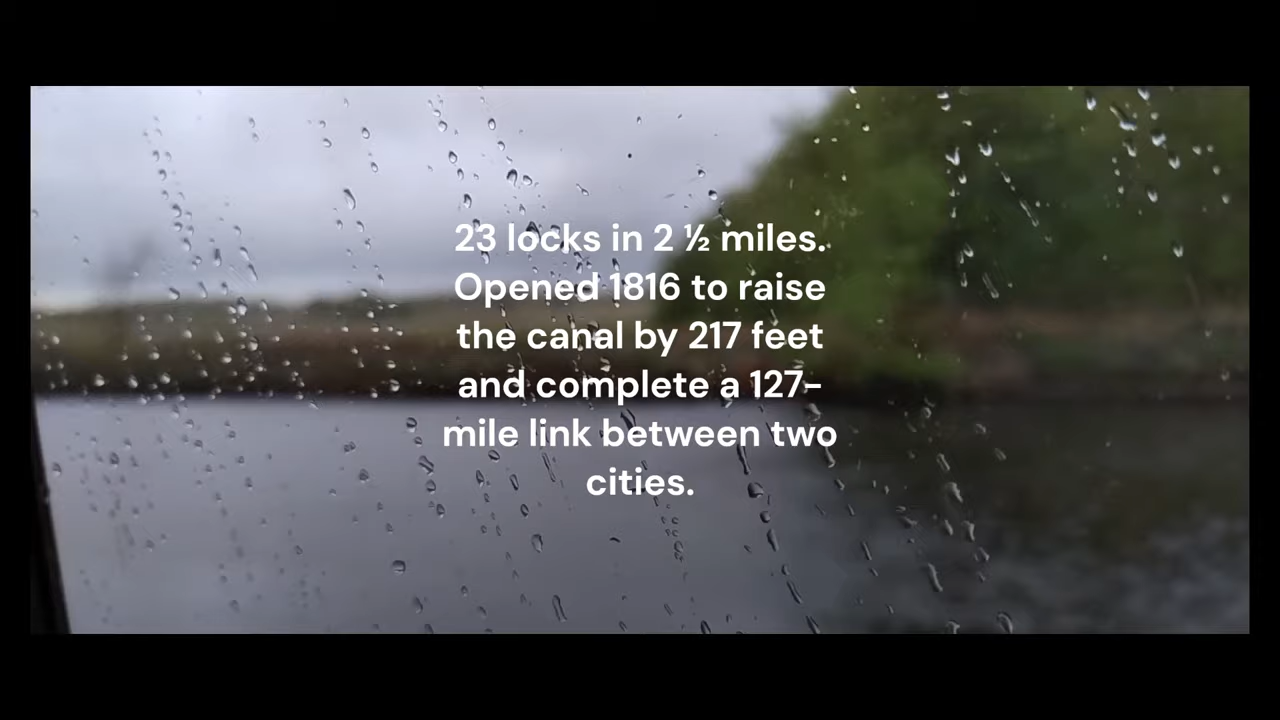 23 locks in 2 ½ miles.
Opened 1816 to raise
the canal by 217 feet
and complete a 127-
mile link between two
cities.